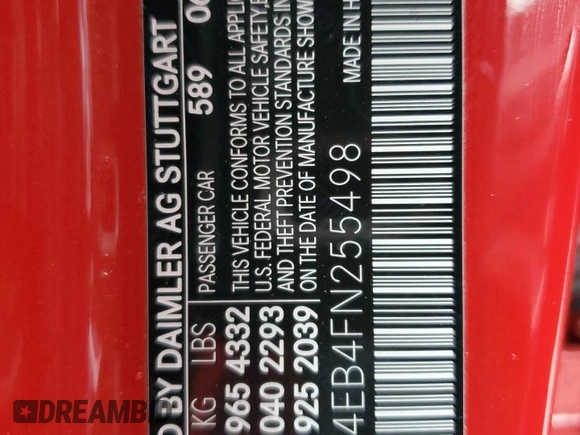 D BY DAIMLER AG STUTTGART
KG LBS PASSENGER CAR 589
965 4332 THIS VEHICLE CONFORMS TO ALL
040 2293 U.S. FEDERAL MOTOR VEHICLE SAFETY
925 2039 AND THEFT PREVENTION STANDARDS IN
ON THE DATE OF MANUFACTURE SHOW
MADE IN H
4EB4FN255498
DREAMBI